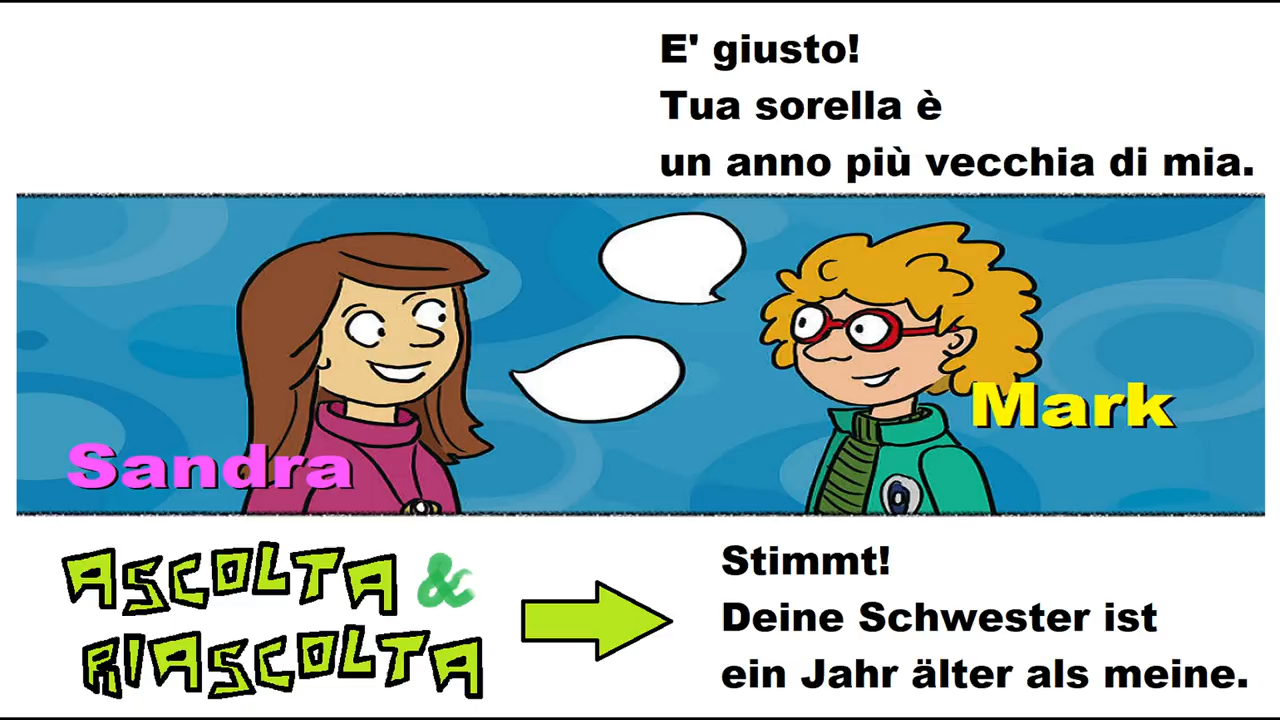 E' giusto!
Tua sorella è
un anno più vecchia di mia.
Sandra
Mark
ASCOLTA &
RIASCOLTA
Stimmt!
Deine Schwester ist
ein Jahr älter als meine.